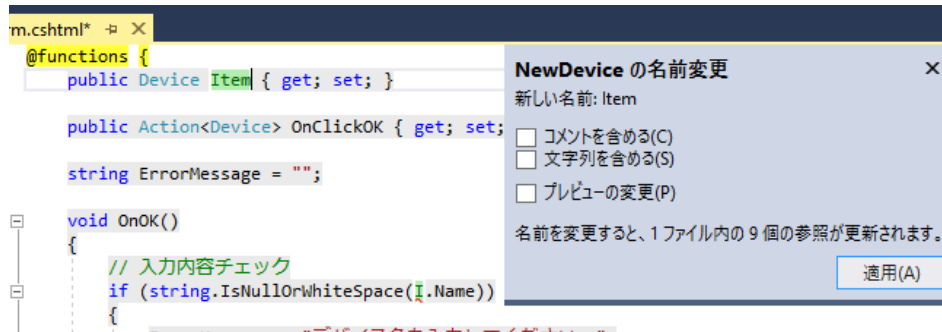 rm.cshtml*
@functions {
public Device Item { get; set; }
public Action<Device> OnClickOK { get; set;
string ErrorMessage = "";
void OnOK()
{
// 入力内容チェック
if (string.IsNullOrWhiteSpace(I.Name))
{
NewDevice の名前変更
新しい名前: Item
コメントを含める(C)
文字列を含める(S)
プレビューの変更(P)
名前を変更すると、1 ファイル内の 9 個の参照が更新されます。
適用(A)